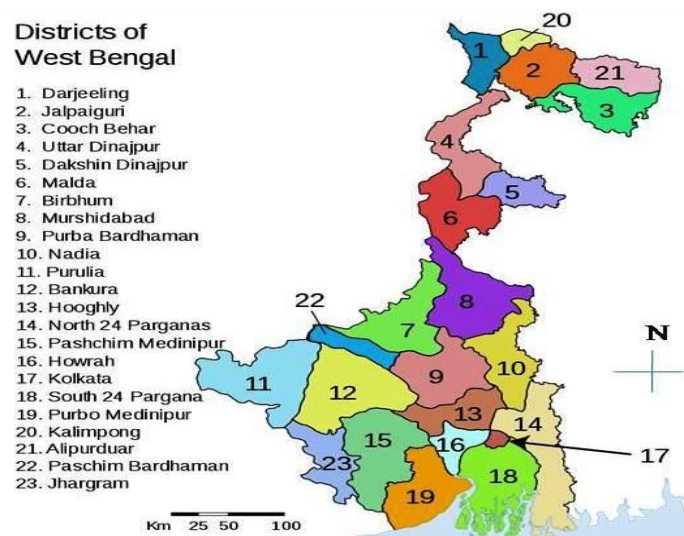 Districts of
West Bengal
1. Darjeeling
2. Jalpaiguri
3. Cooch Behar
4. Uttar Dinajpur
5. Dakshin Dinajpur
6. Malda
7. Birbhum
8. Murshidabad
9. Purba Bardhaman
10. Nadia
11. Purulia
12. Bankura
13. Hooghly
14. North 24 Parganas
15. Pashchim Medinipur
16. Howrah
17. Kolkata
18. South 24 Pargana
19. Purbo Medinipur
20. Kalimpong
21. Alipurduar
22. Paschim Bardhaman
23. Jhargram
20
1
2
21
3
4
5
6
22
8
7
N
9
10
11
12
13
14
15
16
17
23
18
19
Km 25 50 100